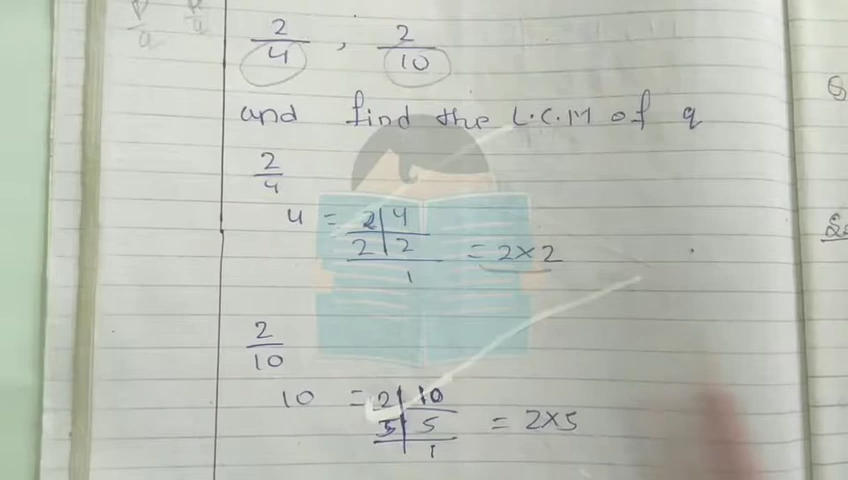 2/4 , 2/10
and find the L.C.M of q
2/4
4 = 2 | 4
2 | 2 = 2×2
1
2/10
10 = 2 | 10
5 | 5 = 2×5
1